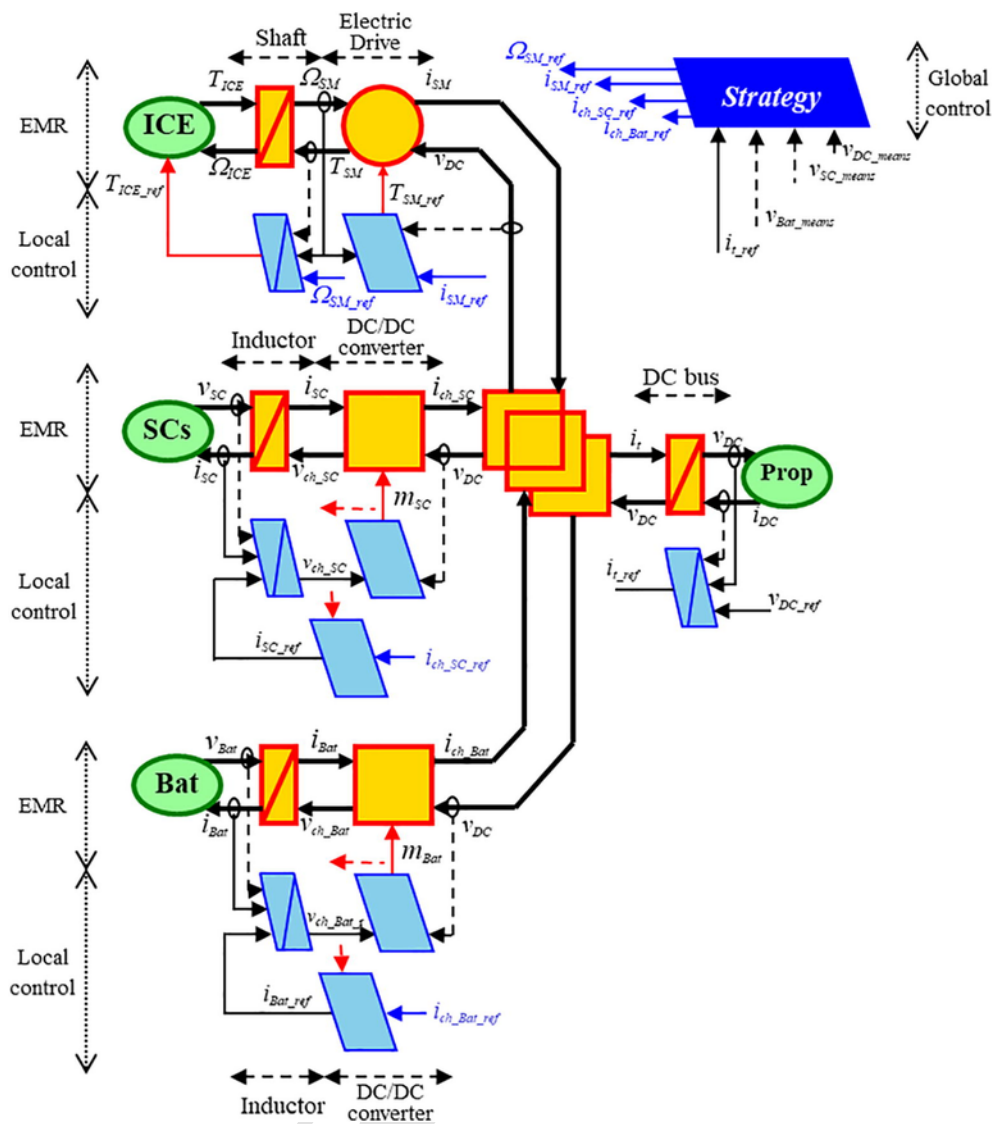 Shaft
Electric
Drive
T_ICE
Ω_SM
i_SM
EMR
ICE
Ω_ICE
T_SM
v_DC
T_ICE_ref
T_SM_ref
Local
control
Ω_SM_ref
i_SM_ref
Ω_SM_ref
i_SM_ref
i_ch_SC_ref
i_ch_Bat_ref
Strategy
Global
control
v_DC_means
v_SC_means
v_Bat_means
i_t_ref
Inductor
DC/DC
converter
v_SC
i_SC
i_ch_SC
EMR
SCs
i_SC
v_ch_SC
v_DC
m_SC
DC bus
i_t
v_DC
Prop
v_DC
i_DC
Local
control
v_ch_SC
i_SC_ref
i_ch_SC_ref
i_t_ref
v_DC_ref
v_Bat
i_Bat
i_ch_Bat
EMR
Bat
i_Bat
v_ch_Bat
v_DC
m_Bat
Local
control
v_ch_Bat_r
i_Bat_ref
i_ch_Bat_ref
Inductor
DC/DC
converter